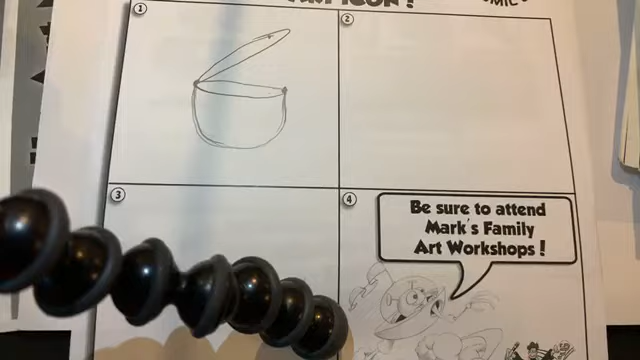 ①
②
③
④
Be sure to attend
Mark's Family
Art Workshops!